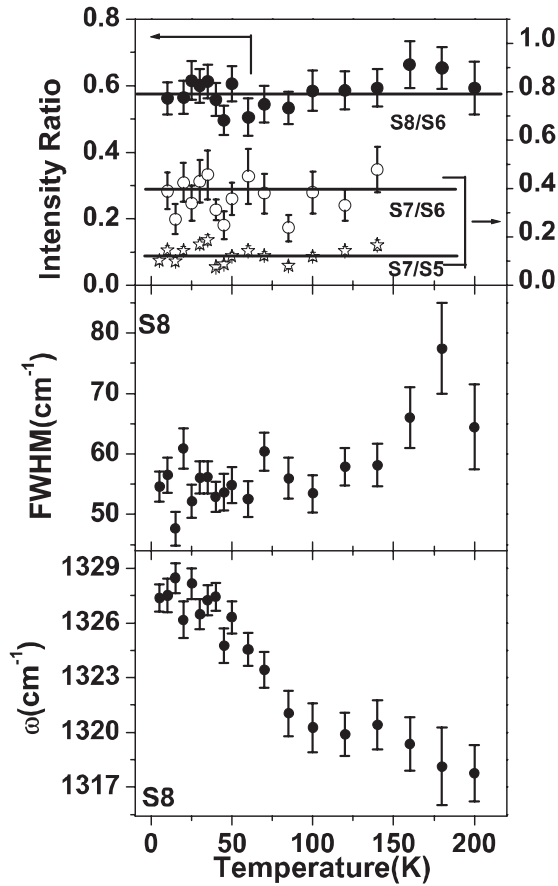 1.0
0.6
0.8
S8/S6
0.6
0.4
0.4
S7/S6
0.2
0.2
S7/S5
0.0
0.0
Intensity Ratio
S8
80
70
60
50
FWHM(cm-1)
1329
1326
1323
1320
1317
ω(cm-1)
S8
0 50 100 150 200
Temperature(K)